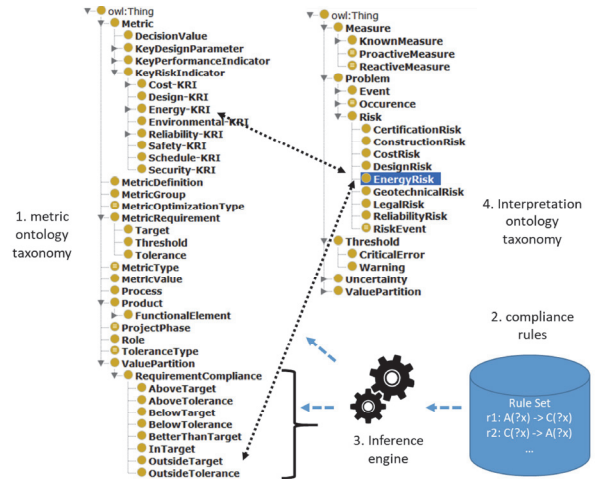 owl:Thing
Metric
DecisionValue
KeyDesignParameter
KeyPerformanceIndicator
KeyRiskIndicator
Cost-KRI
Design-KRI
Energy-KRI
Environmental-KRI
Reliability-KRI
Safety-KRI
Schedule-KRI
Security-KRI
MetricDefinition
MetricGroup
MetricOptimizationType
MetricRequirement
Target
Threshold
Tolerance
MetricType
MetricValue
Process
Product
FunctionalElement
ProjectPhase
Role
ToleranceType
ValuePartition
RequirementCompliance
AboveTarget
AboveTolerance
BelowTarget
BelowTolerance
BetterThanTarget
InTarget
OutsideTarget
OutsideTolerance
1. metric
ontology
taxonomy
owl:Thing
Measure
KnownMeasure
ProactiveMeasure
ReactiveMeasure
Problem
Event
Occurence
Risk
CertificationRisk
ConstructionRisk
CostRisk
DesignRisk
EnergyRisk
GeotechnicalRisk
LegalRisk
ReliabilityRisk
RiskEvent
Threshold
CriticalError
Warning
Uncertainty
ValuePartition
4. Interpretation
ontology
taxonomy
2. compliance
rules
Rule Set
r1: A(?x) -> C(?x)
r2: C(?x) -> A(?x)
...
3. Inference
engine